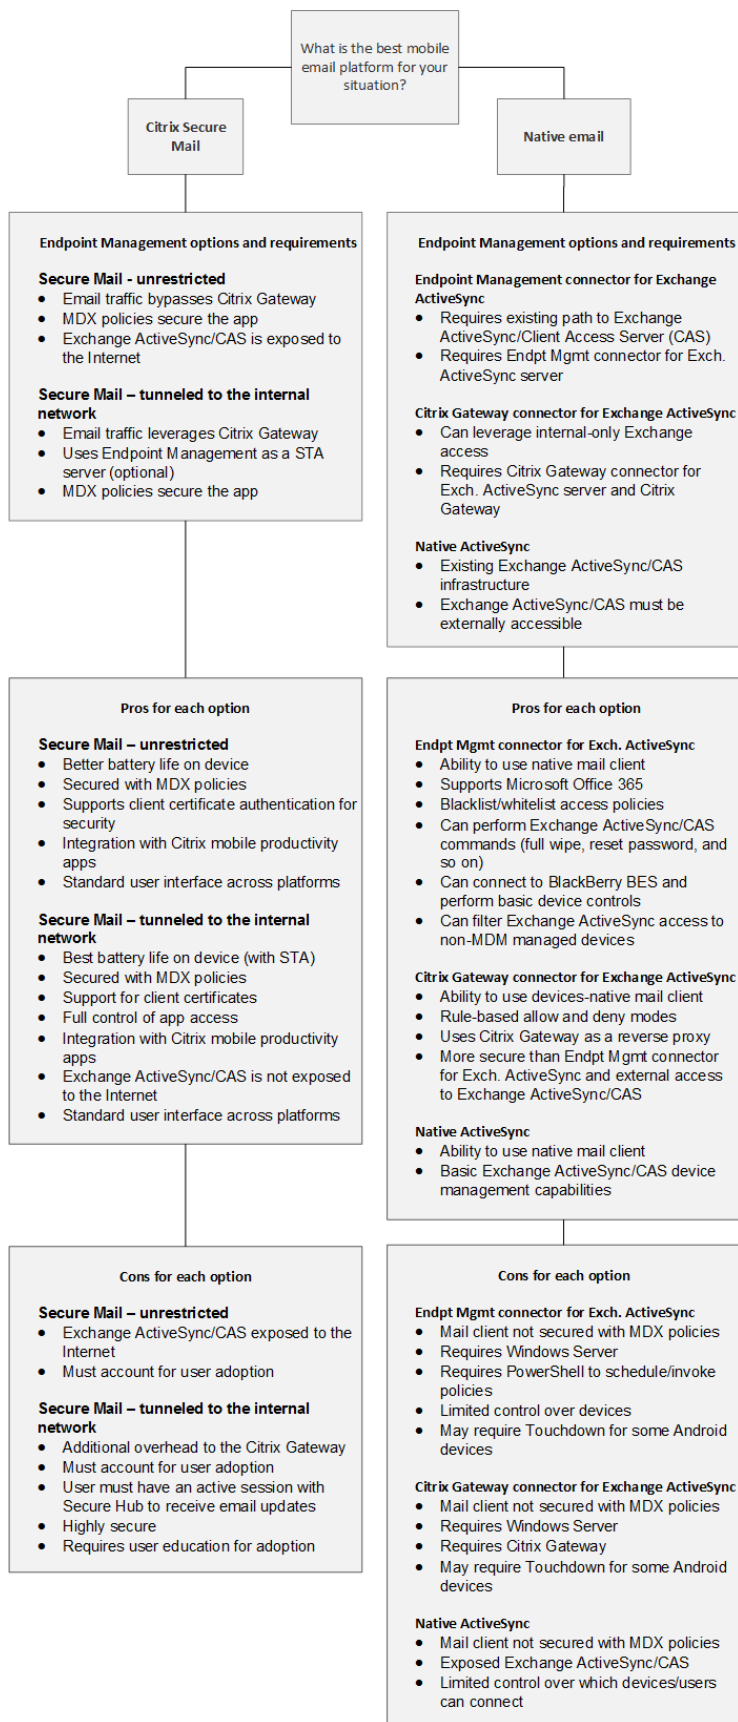 What is the best mobile
email platform for your
situation?
Citrix Secure
Mail
Native email
Endpoint Management options and requirements
Secure Mail - unrestricted
• Email traffic bypasses Citrix Gateway
• MDX policies secure the app
• Exchange ActiveSync/CAS is exposed to
the Internet
Secure Mail – tunneled to the internal
network
• Email traffic leverages Citrix Gateway
• Uses Endpoint Management as a STA
server (optional)
• MDX policies secure the app
Endpoint Management options and requirements
Endpoint Management connector for Exchange
ActiveSync
• Requires existing path to Exchange
ActiveSync/Client Access Server (CAS)
• Requires Endpt Mgmt connector for Exch.
ActiveSync server
Citrix Gateway connector for Exchange ActiveSync
• Can leverage internal-only Exchange
access
• Requires Citrix Gateway connector for
Exch. ActiveSync server and Citrix
Gateway
Native ActiveSync
• Existing Exchange ActiveSync/CAS
infrastructure
• Exchange ActiveSync/CAS must be
externally accessible
Pros for each option
Secure Mail – unrestricted
• Better battery life on device
• Secured with MDX policies
• Supports client certificate authentication for
security
• Integration with Citrix mobile productivity
apps
• Standard user interface across platforms
Secure Mail – tunneled to the internal
network
• Best battery life on device (with STA)
• Secured with MDX policies
• Support for client certificates
• Full control of app access
• Integration with Citrix mobile productivity
apps
• Exchange ActiveSync/CAS is not exposed
to the Internet
• Standard user interface across platforms
Pros for each option
Endpt Mgmt connector for Exch. ActiveSync
• Ability to use native mail client
• Supports Microsoft Office 365
• Blacklist/whitelist access policies
• Can perform Exchange ActiveSync/CAS
commands (full wipe, reset password, and
so on)
• Can connect to BlackBerry BES and
perform basic device controls
• Can filter Exchange ActiveSync access to
non-MDM managed devices
Citrix Gateway connector for Exchange ActiveSync
• Ability to use devices-native mail client
• Rule-based allow and deny modes
• Uses Citrix Gateway as a reverse proxy
• More secure than Endpt Mgmt connector
for Exch. ActiveSync and external access
to Exchange ActiveSync/CAS
Native ActiveSync
• Ability to use native mail client
• Basic Exchange ActiveSync/CAS device
management capabilities
Cons for each option
Secure Mail – unrestricted
• Exchange ActiveSync/CAS exposed to the
Internet
• Must account for user adoption
Secure Mail – tunneled to the internal
network
• Additional overhead to the Citrix Gateway
• Must account for user adoption
• User must have an active session with
Secure Hub to receive email updates
• Highly secure
• Requires user education for adoption
Cons for each option
Endpt Mgmt connector for Exch. ActiveSync
• Mail client not secured with MDX policies
• Requires Windows Server
• Requires PowerShell to schedule/invoke
policies
• Limited control over devices
• May require Touchdown for some Android
devices
Citrix Gateway connector for Exchange ActiveSync
• Mail client not secured with MDX policies
• Requires Windows Server
• Requires Citrix Gateway
• May require Touchdown for some Android
devices
Native ActiveSync
• Mail client not secured with MDX policies
• Exposed Exchange ActiveSync/CAS
• Limited control over which devices/users
can connect